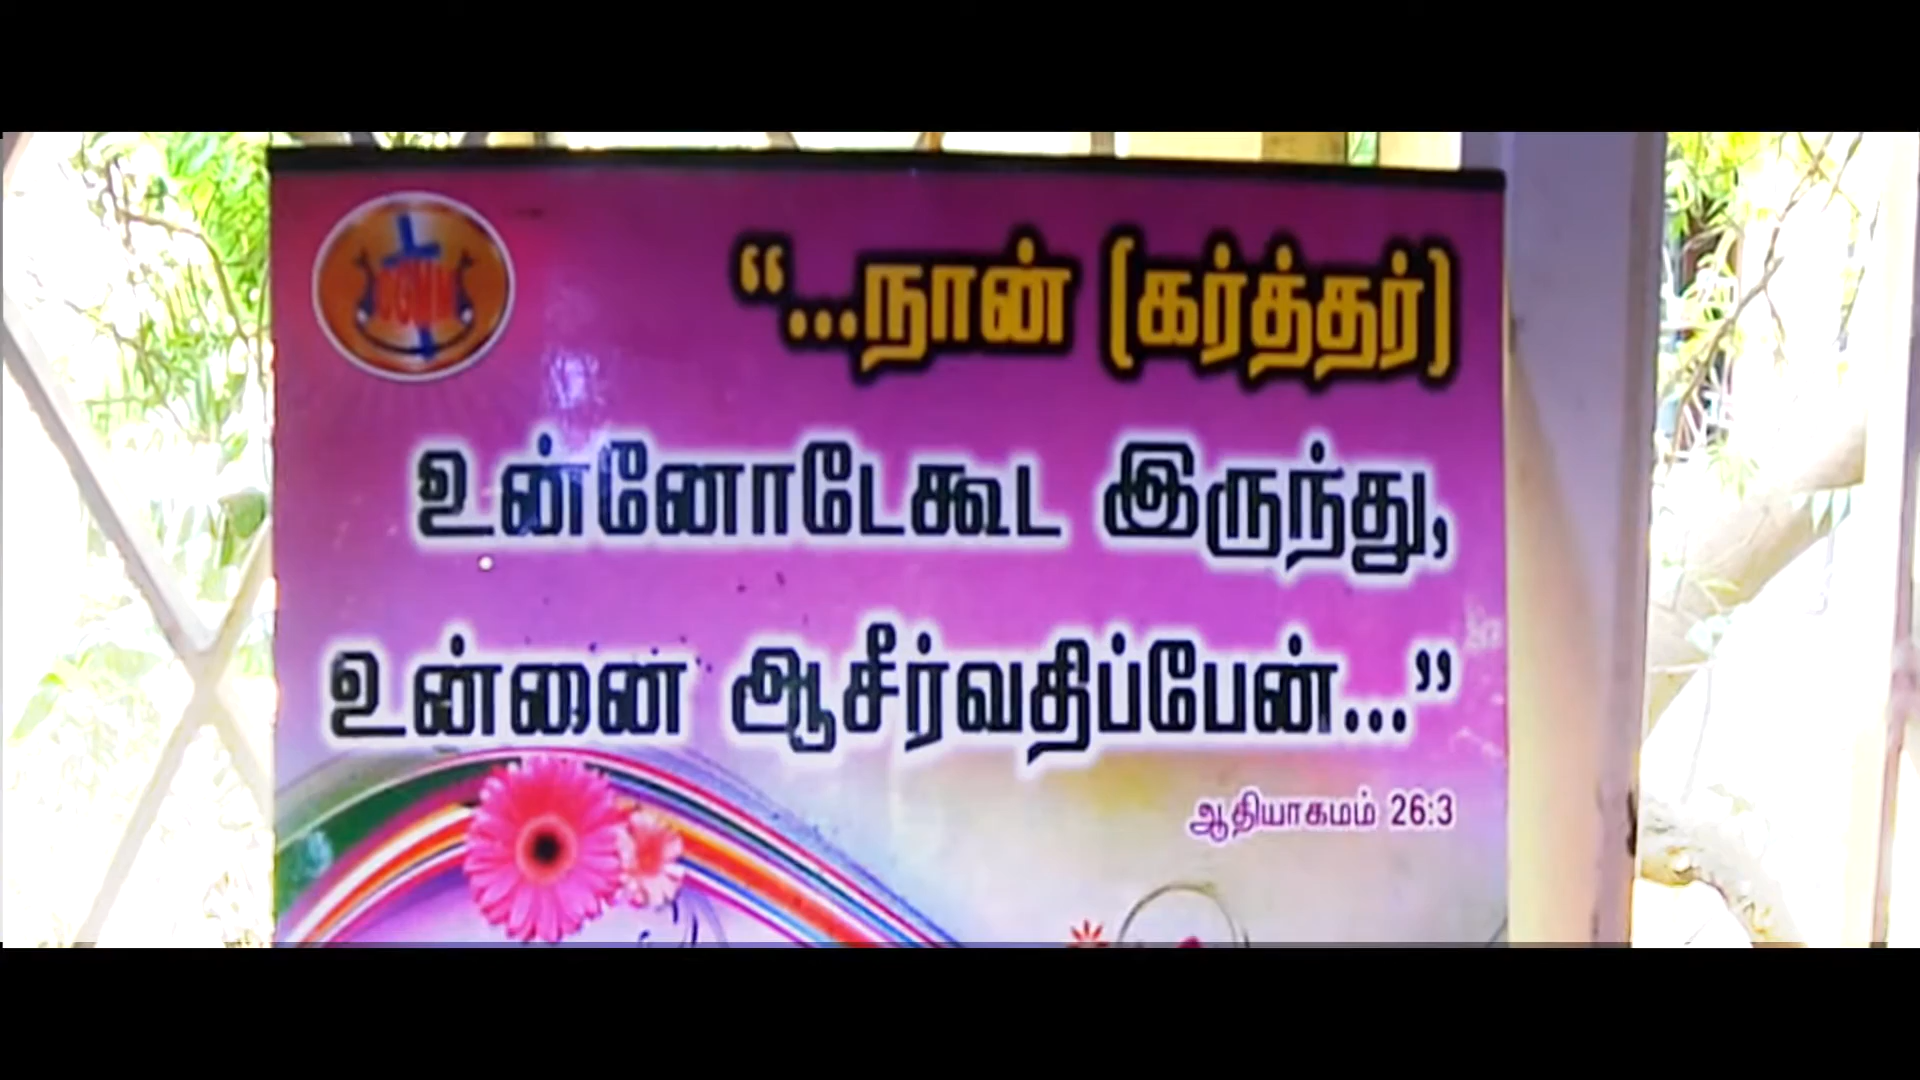 “...நான் (கர்த்தர்)
உன்னோடேகூட இருந்து,
உன்னை ஆசீர்வதிப்பேன்...”
ஆதியாகமம் 26:3